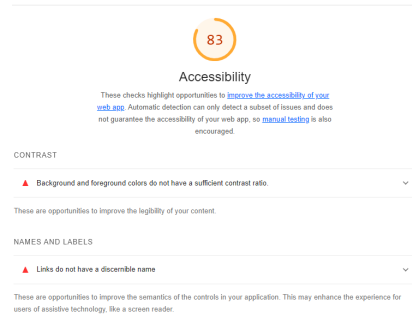 83
Accessibility
These checks highlight opportunities to improve the accessibility of your
web app. Automatic detection can only detect a subset of issues and does
not guarantee the accessibility of your web app, so manual testing is also
encouraged.
CONTRAST
Background and foreground colors do not have a sufficient contrast ratio.
These are opportunities to improve the legibility of your content.
NAMES AND LABELS
Links do not have a discernible name
These are opportunities to improve the semantics of the controls in your application. This may enhance the experience for
users of assistive technology, like a screen reader.